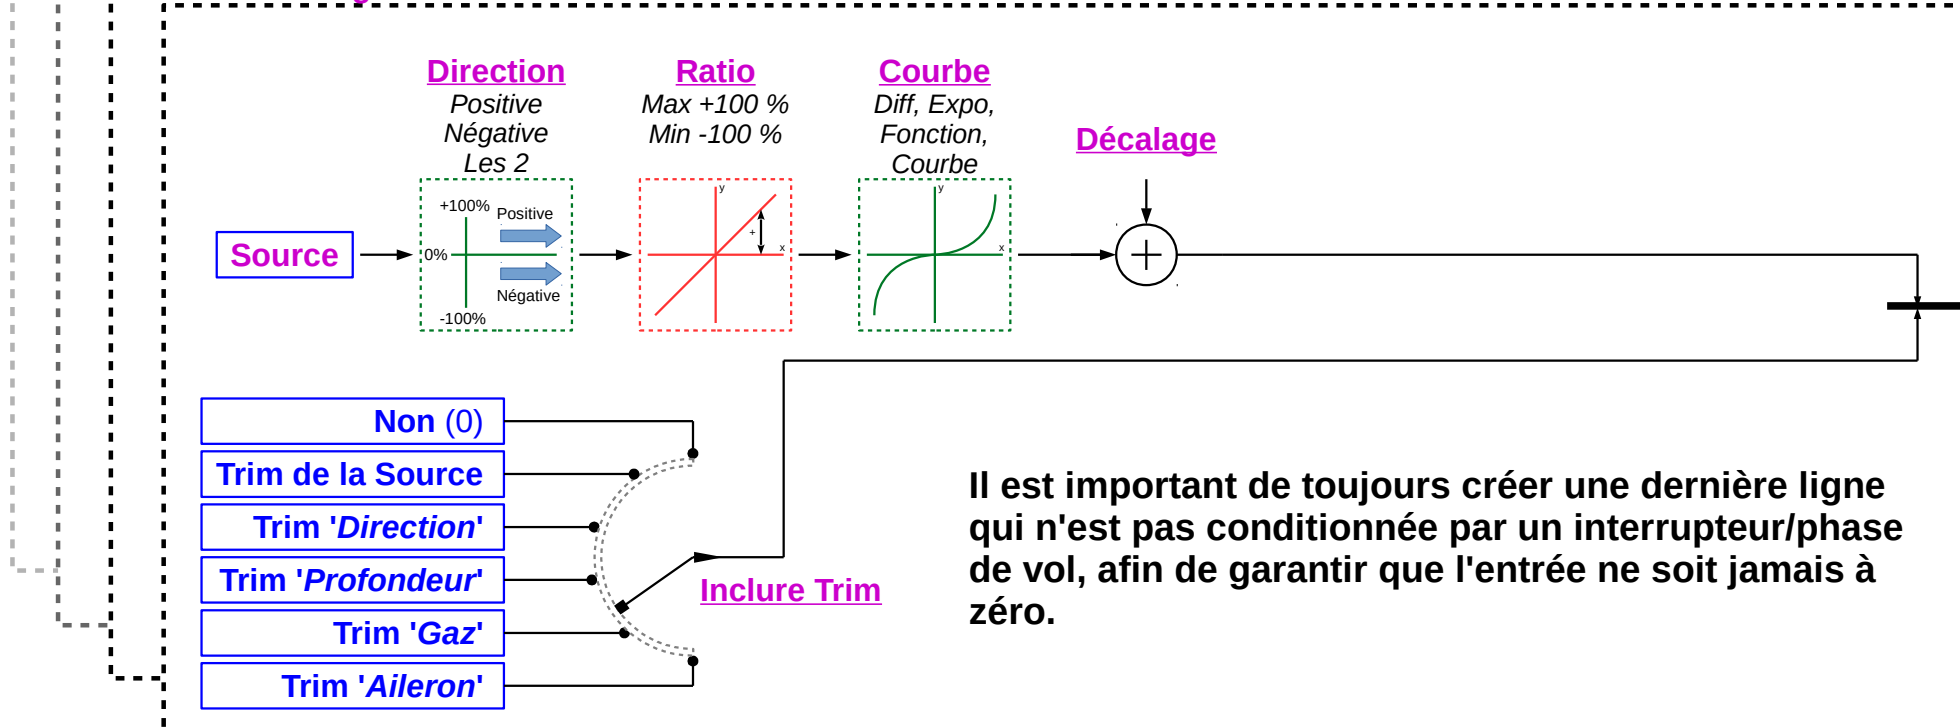 Direction
Positive
Négative
Les 2
Ratio
Max +100 %
Min -100 %
Courbe
Diff, Expo,
Fonction,
Courbe
Décalage
Source
+100%
0%
-100%
Positive
Négative
y
+
x
y
x
Non (0)
Trim de la Source
Trim 'Direction'
Trim 'Profondeur'
Trim 'Gaz'
Trim 'Aileron'
Inclure Trim
Il est important de toujours créer une dernière ligne
qui n'est pas conditionnée par un interrupteur/phase
de vol, afin de garantir que l'entrée ne soit jamais à
zéro.